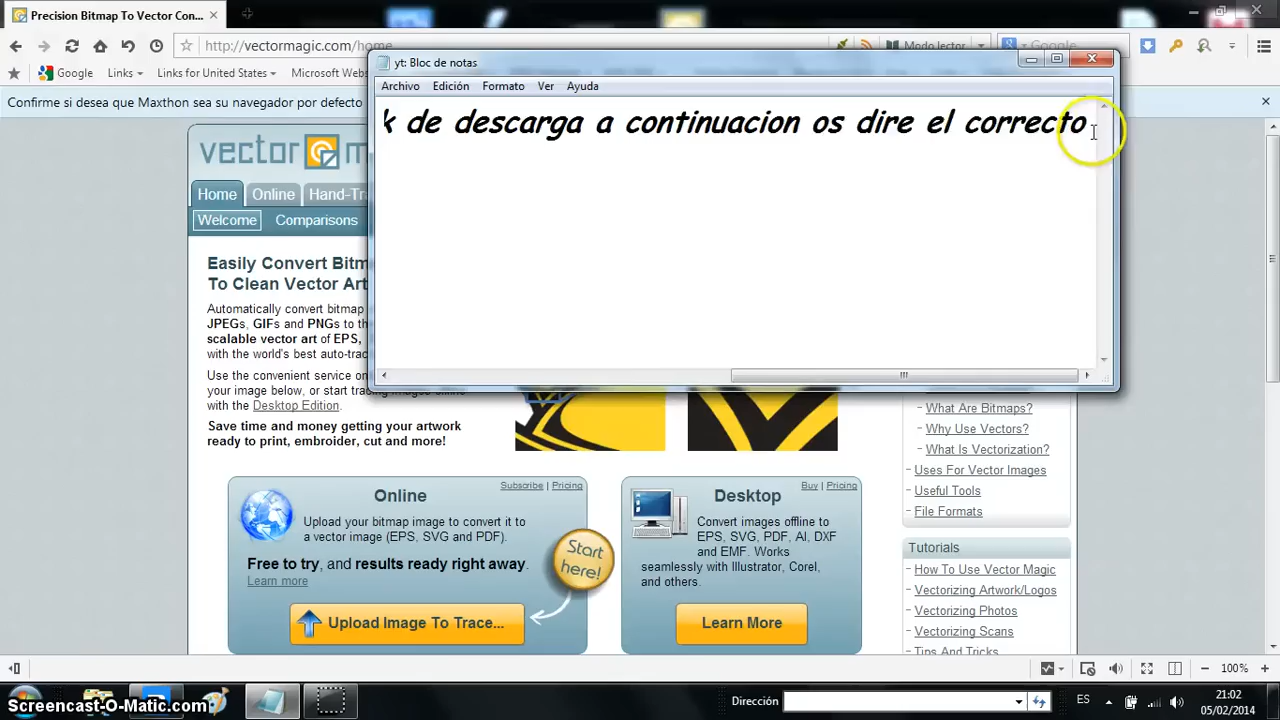 Precision Bitmap To Vector Con...
http://vectormagic.com/home
Modo lector
Google
Google
Links
Links for United States
Microsoft Web
Confirme si desea que Maxthon sea su navegador por defecto
yt: Bloc de notas
Archivo Edición Formato Ver Ayuda
k de descarga a continuacion os dire el correcto
vector
Home
Online
Hand-Tra
Welcome
Comparisons
Easily Convert Bitm
To Clean Vector Art
Automatically convert bitmap
JPEGs, GIFs and PNGs to th
scalable vector art of EPS,
with the world's best auto-trac
Use the convenient service on
your image below, or start
with the Desktop Edition.
Save time and money getting your artwork
ready to print, embroider, cut and more!
What Are Bitmaps?
Why Use Vectors?
What Is Vectorization?
Uses For Vector Images
Useful Tools
File Formats
Tutorials
How To Use Vector Magic
Vectorizing Artwork/Logos
Vectorizing Photos
Vectorizing Scans
Tips And Tricks
Online
Subscribe | Pricing
Upload your bitmap image to convert it to
a vector image (EPS, SVG and PDF).
Free to try, and results ready right away.
Learn more
Start
here!
Upload Image To Trace...
Desktop
Buy | Pricing
Convert images offline to
EPS, SVG, PDF, AI, DXF
and EMF. Works
seamlessly with Illustrator, Corel,
and others.
Learn More
100%
Screencast-O-Matic.com
Dirección
ES
21:02
05/02/2014